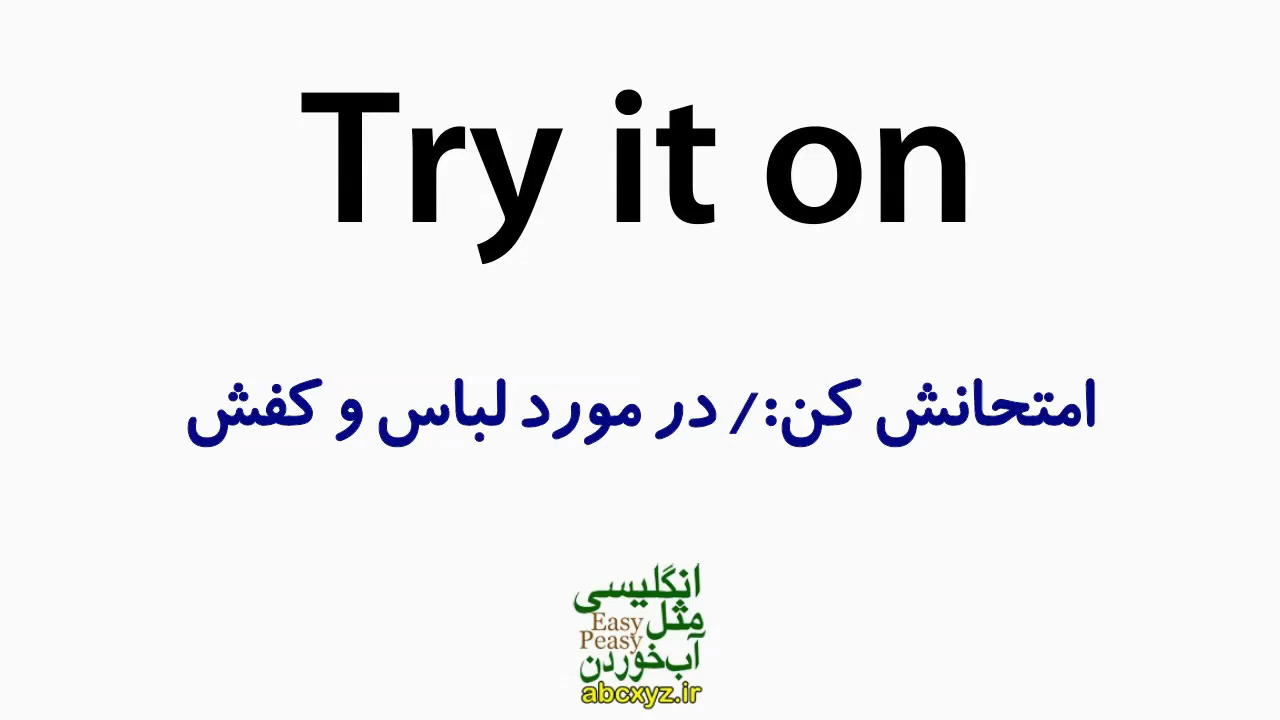 Try it on
امتحانش کن:/ در مورد لباس و کفش
انگلیسی
مثل
Easy
Peasy
آب‌خوردن
abcxyz.ir